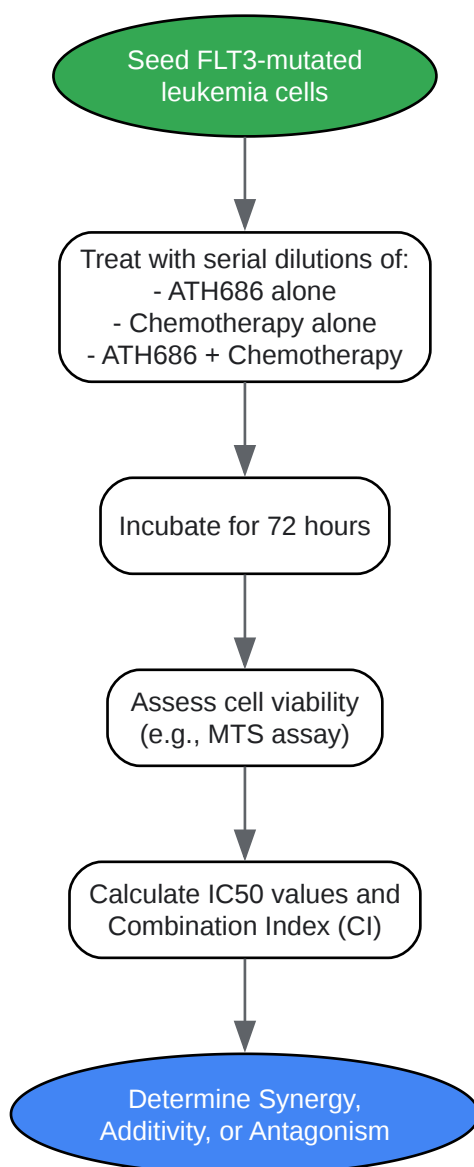 Seed FLT3-mutated
leukemia cells
Treat with serial dilutions of:
- ATH686 alone
- Chemotherapy alone
- ATH686 + Chemotherapy
Incubate for 72 hours
Assess cell viability
(e.g., MTS assay)
Calculate IC50 values and
Combination Index (CI)
Determine Synergy,
Additivity, or Antagonism